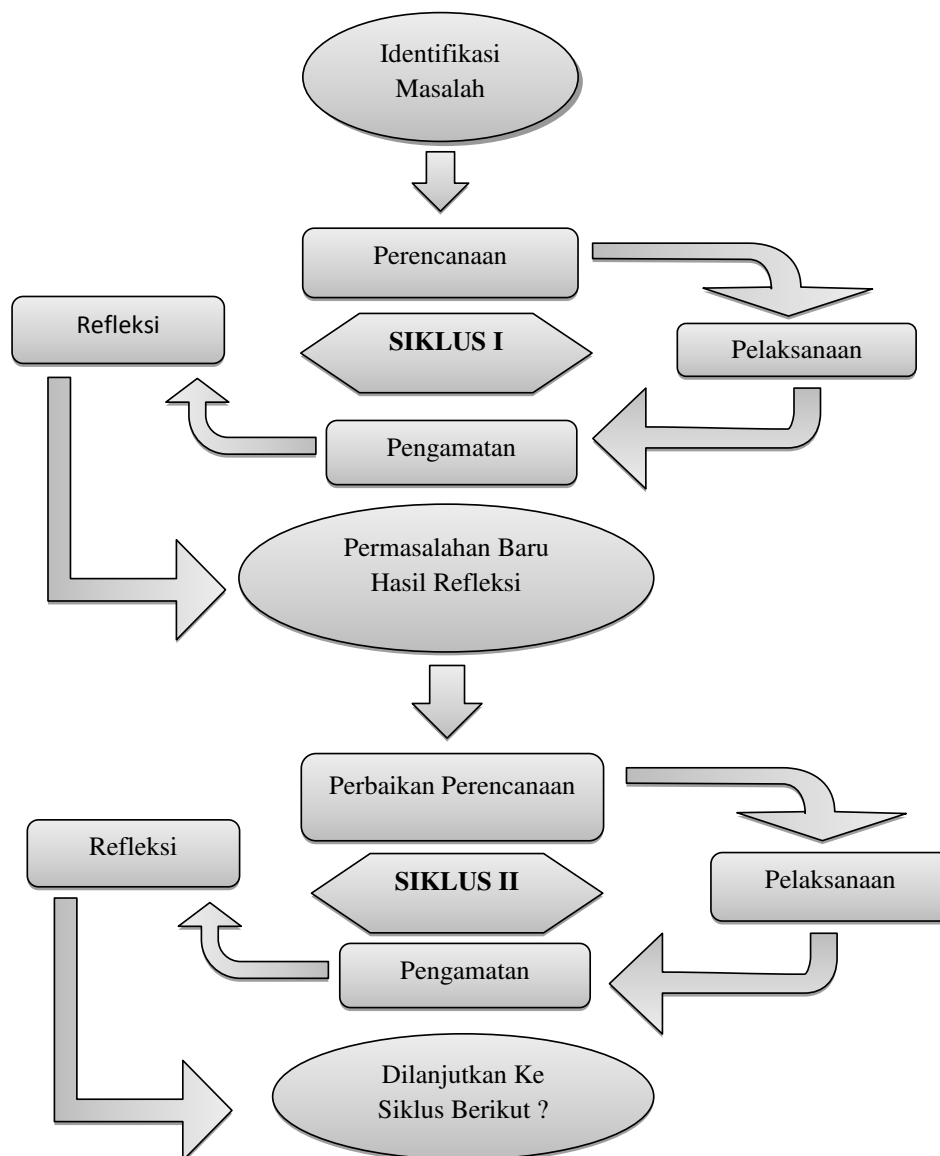 Identifikasi
Masalah
Perencanaan
Refleksi
SIKLUS I
Pelaksanaan
Pengamatan
Permasalahan Baru
Hasil Refleksi
Perbaikan Perencanaan
Refleksi
SIKLUS II
Pelaksanaan
Pengamatan
Dilanjutkan Ke
Siklus Berikut ?